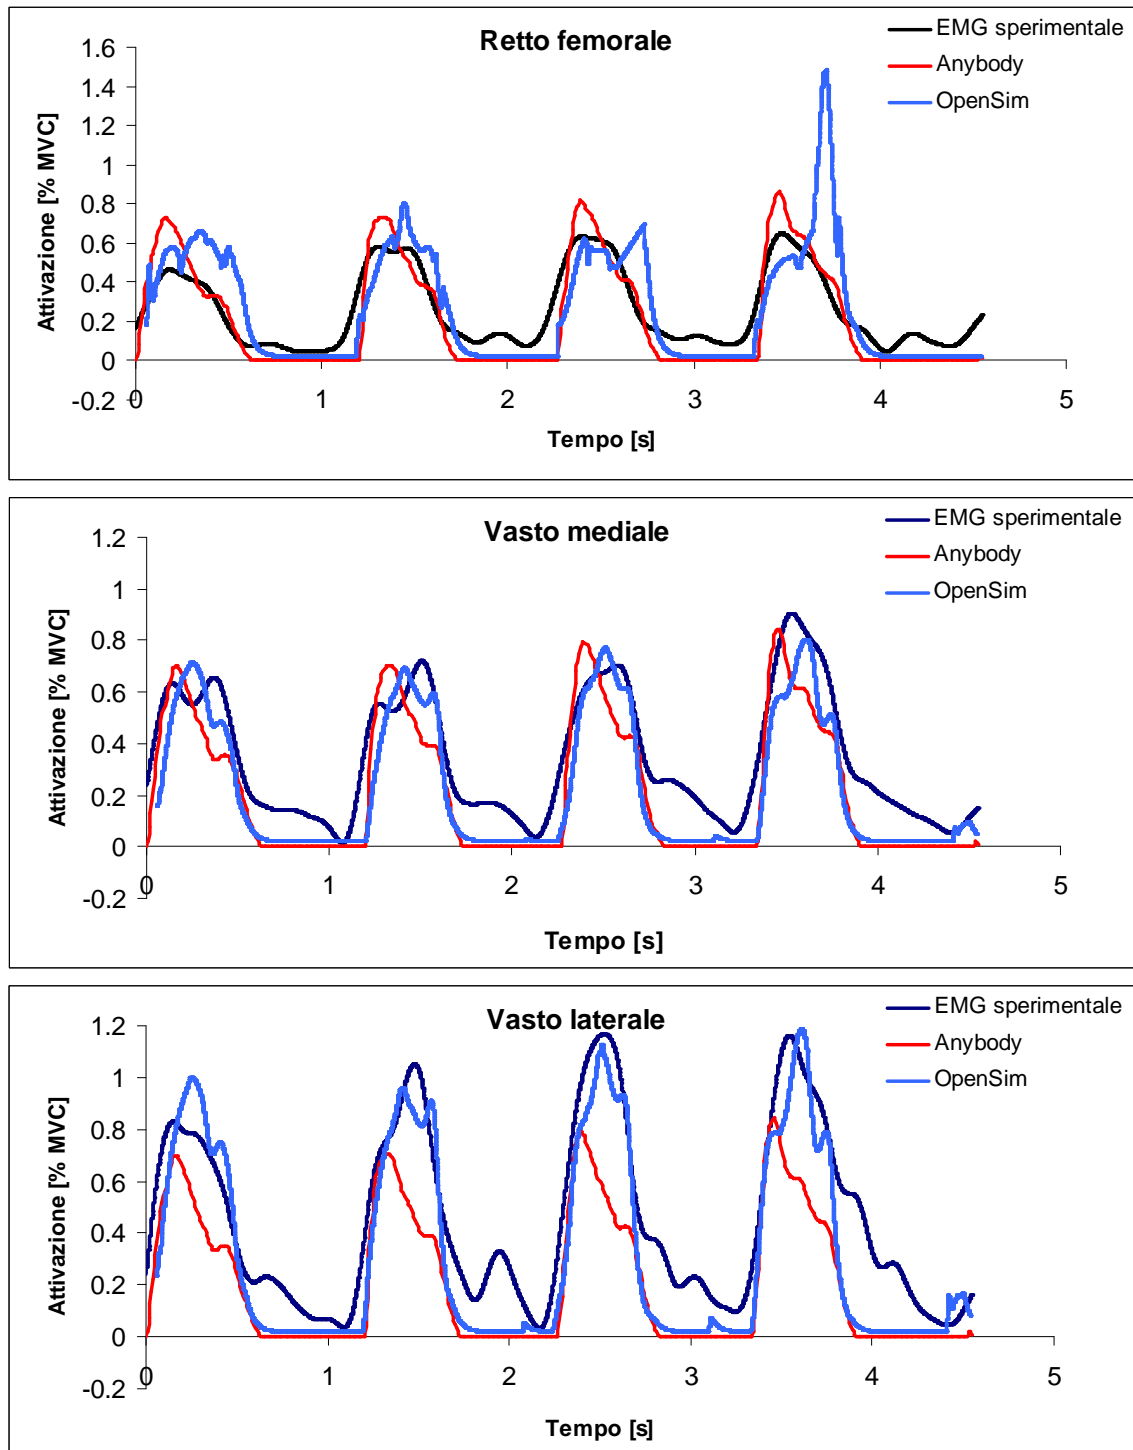 Retto femorale
EMG sperimentale
Anybody
OpenSim
Attivazione [% MVC]
1.6
1.4
1.2
1
0.8
0.6
0.4
0.2
0
-0.2
0 1 2 3 4 5
Tempo [s]
Vasto mediale
EMG sperimentale
Anybody
OpenSim
Attivazione [% MVC]
1.2
1
0.8
0.6
0.4
0.2
0
-0.2
0 1 2 3 4 5
Tempo [s]
Vasto laterale
EMG sperimentale
Anybody
OpenSim
Attivazione [% MVC]
1.2
1
0.8
0.6
0.4
0.2
0
-0.2
0 1 2 3 4 5
Tempo [s]